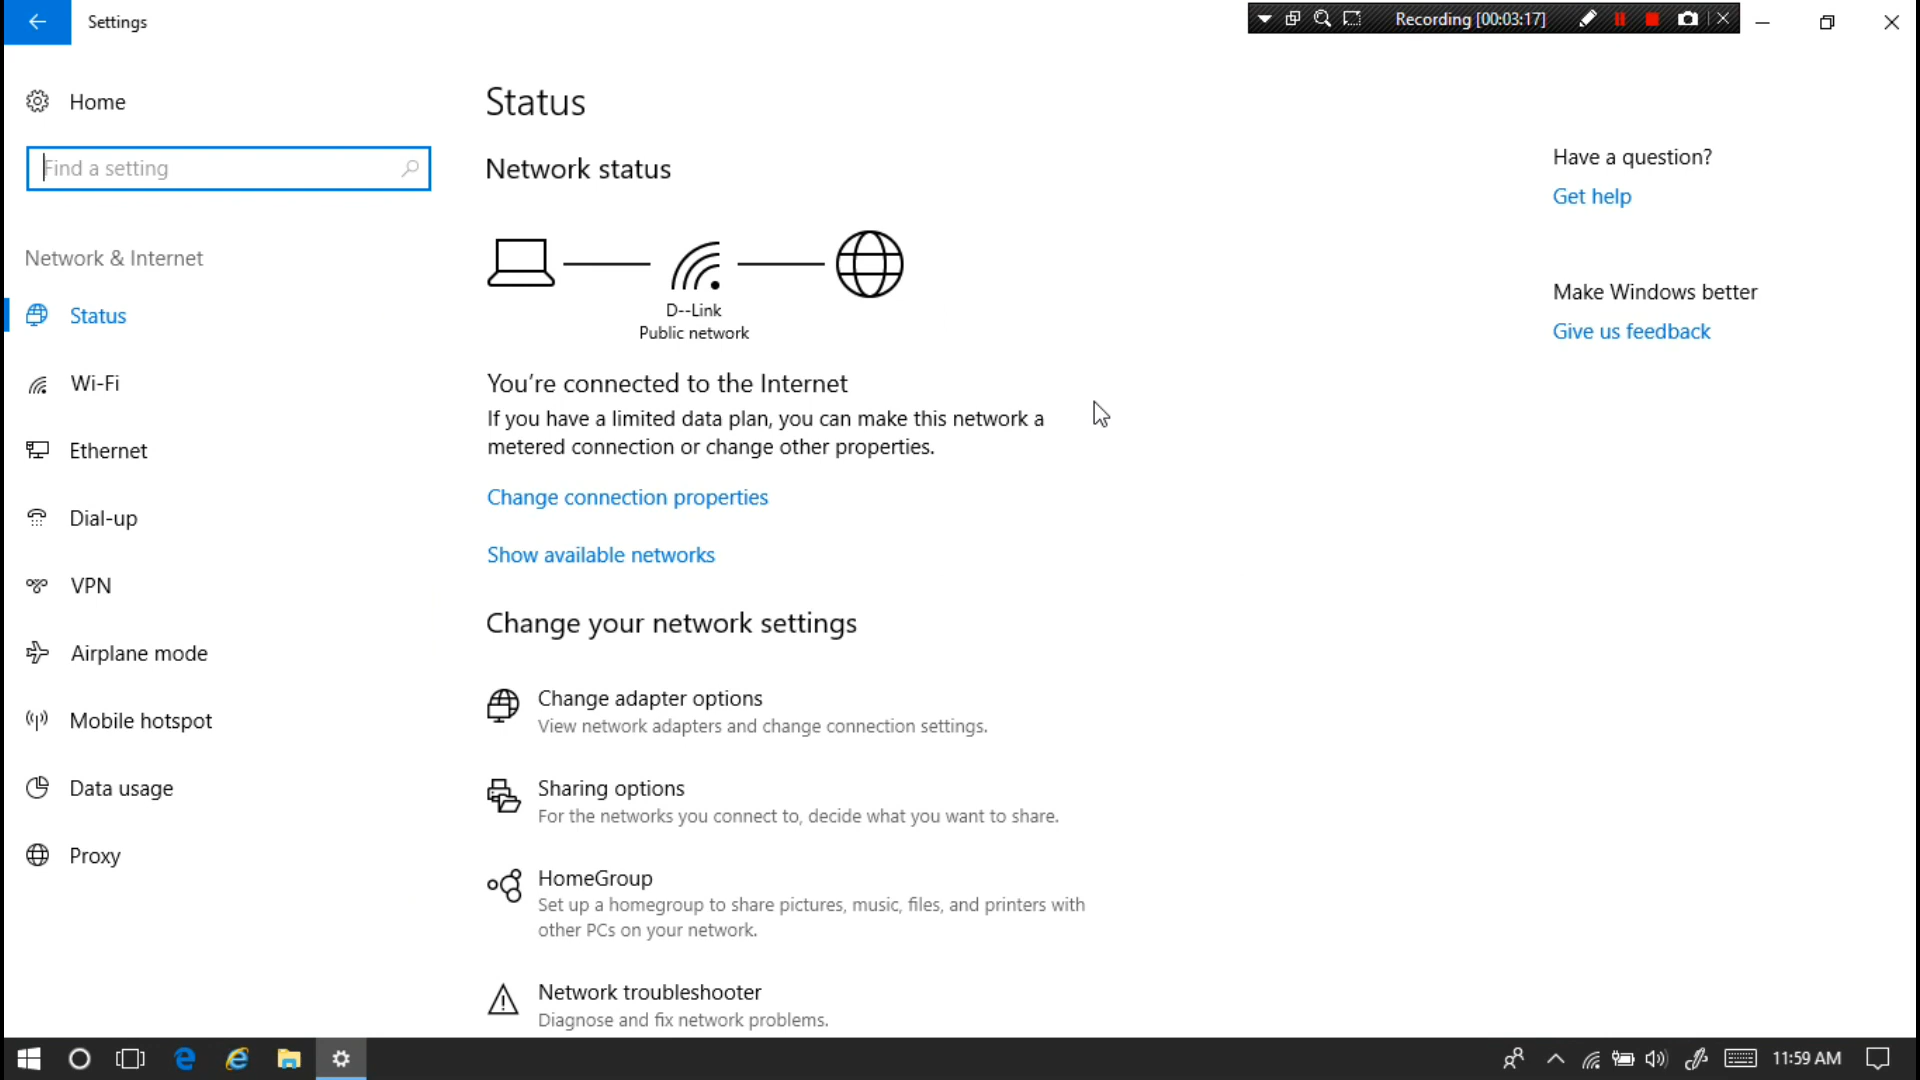 Settings
Recording [00:03:17]
Home
Find a setting
Network & Internet
Status
Wi-Fi
Ethernet
Dial-up
VPN
Airplane mode
Mobile hotspot
Data usage
Proxy
Status
Network status
D--Link
Public network
You're connected to the Internet
If you have a limited data plan, you can make this network a
metered connection or change other properties.
Change connection properties
Show available networks
Change your network settings
Change adapter options
View network adapters and change connection settings.
Sharing options
For the networks you connect to, decide what you want to share.
HomeGroup
Set up a homegroup to share pictures, music, files, and printers with
other PCs on your network.
Network troubleshooter
Diagnose and fix network problems.
Have a question?
Get help
Make Windows better
Give us feedback
11:59 AM